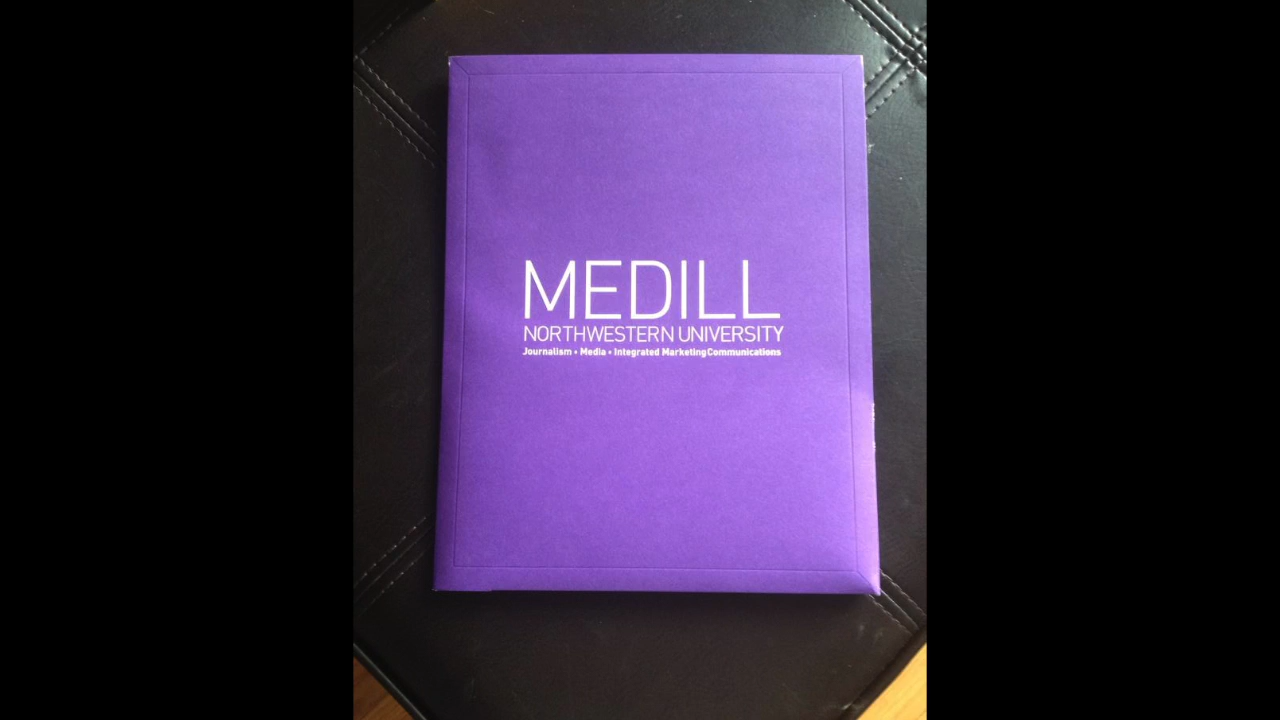 MEDILL
NORTHWESTERN UNIVERSITY
Journalism • Media • Integrated Marketing Communications